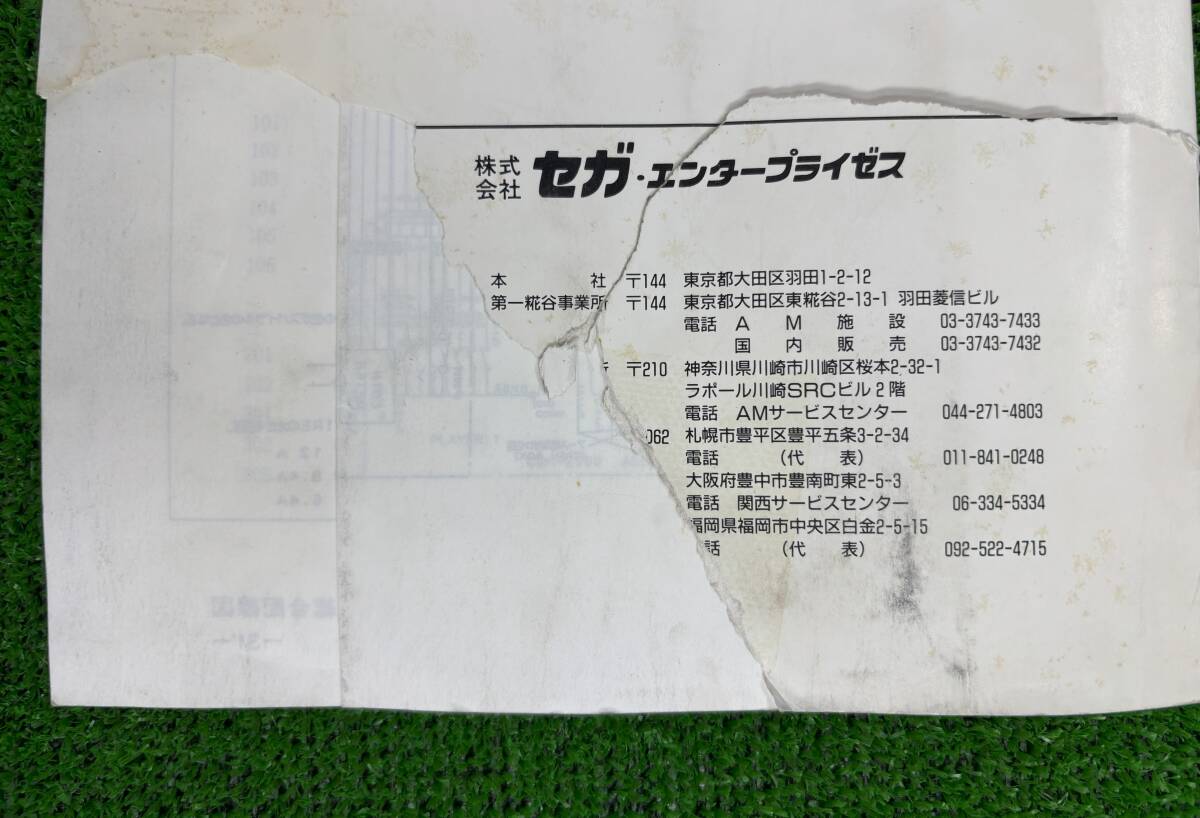 株式会社 セガ・エンタープライゼス
本社 〒144 東京都大田区羽田1-2-12
第一糀谷事業所 〒144 東京都大田区東糀谷2-13-1 羽田菱信ビル
電話 AM施設 03-3743-7433
国内販売 03-3743-7432
〒210 神奈川県川崎市川崎区桜本2-32-1
ラポール川崎SRCビル2階
電話 AMサービスセンター 044-271-4803
062 札幌市豊平区豊平五条3-2-34
電話 (代表) 011-841-0248
大阪府豊中市豊南町東2-5-3
電話 関西サービスセンター 06-334-5334
福岡県福岡市中央区白金2-5-15
話 (代表) 092-522-4715